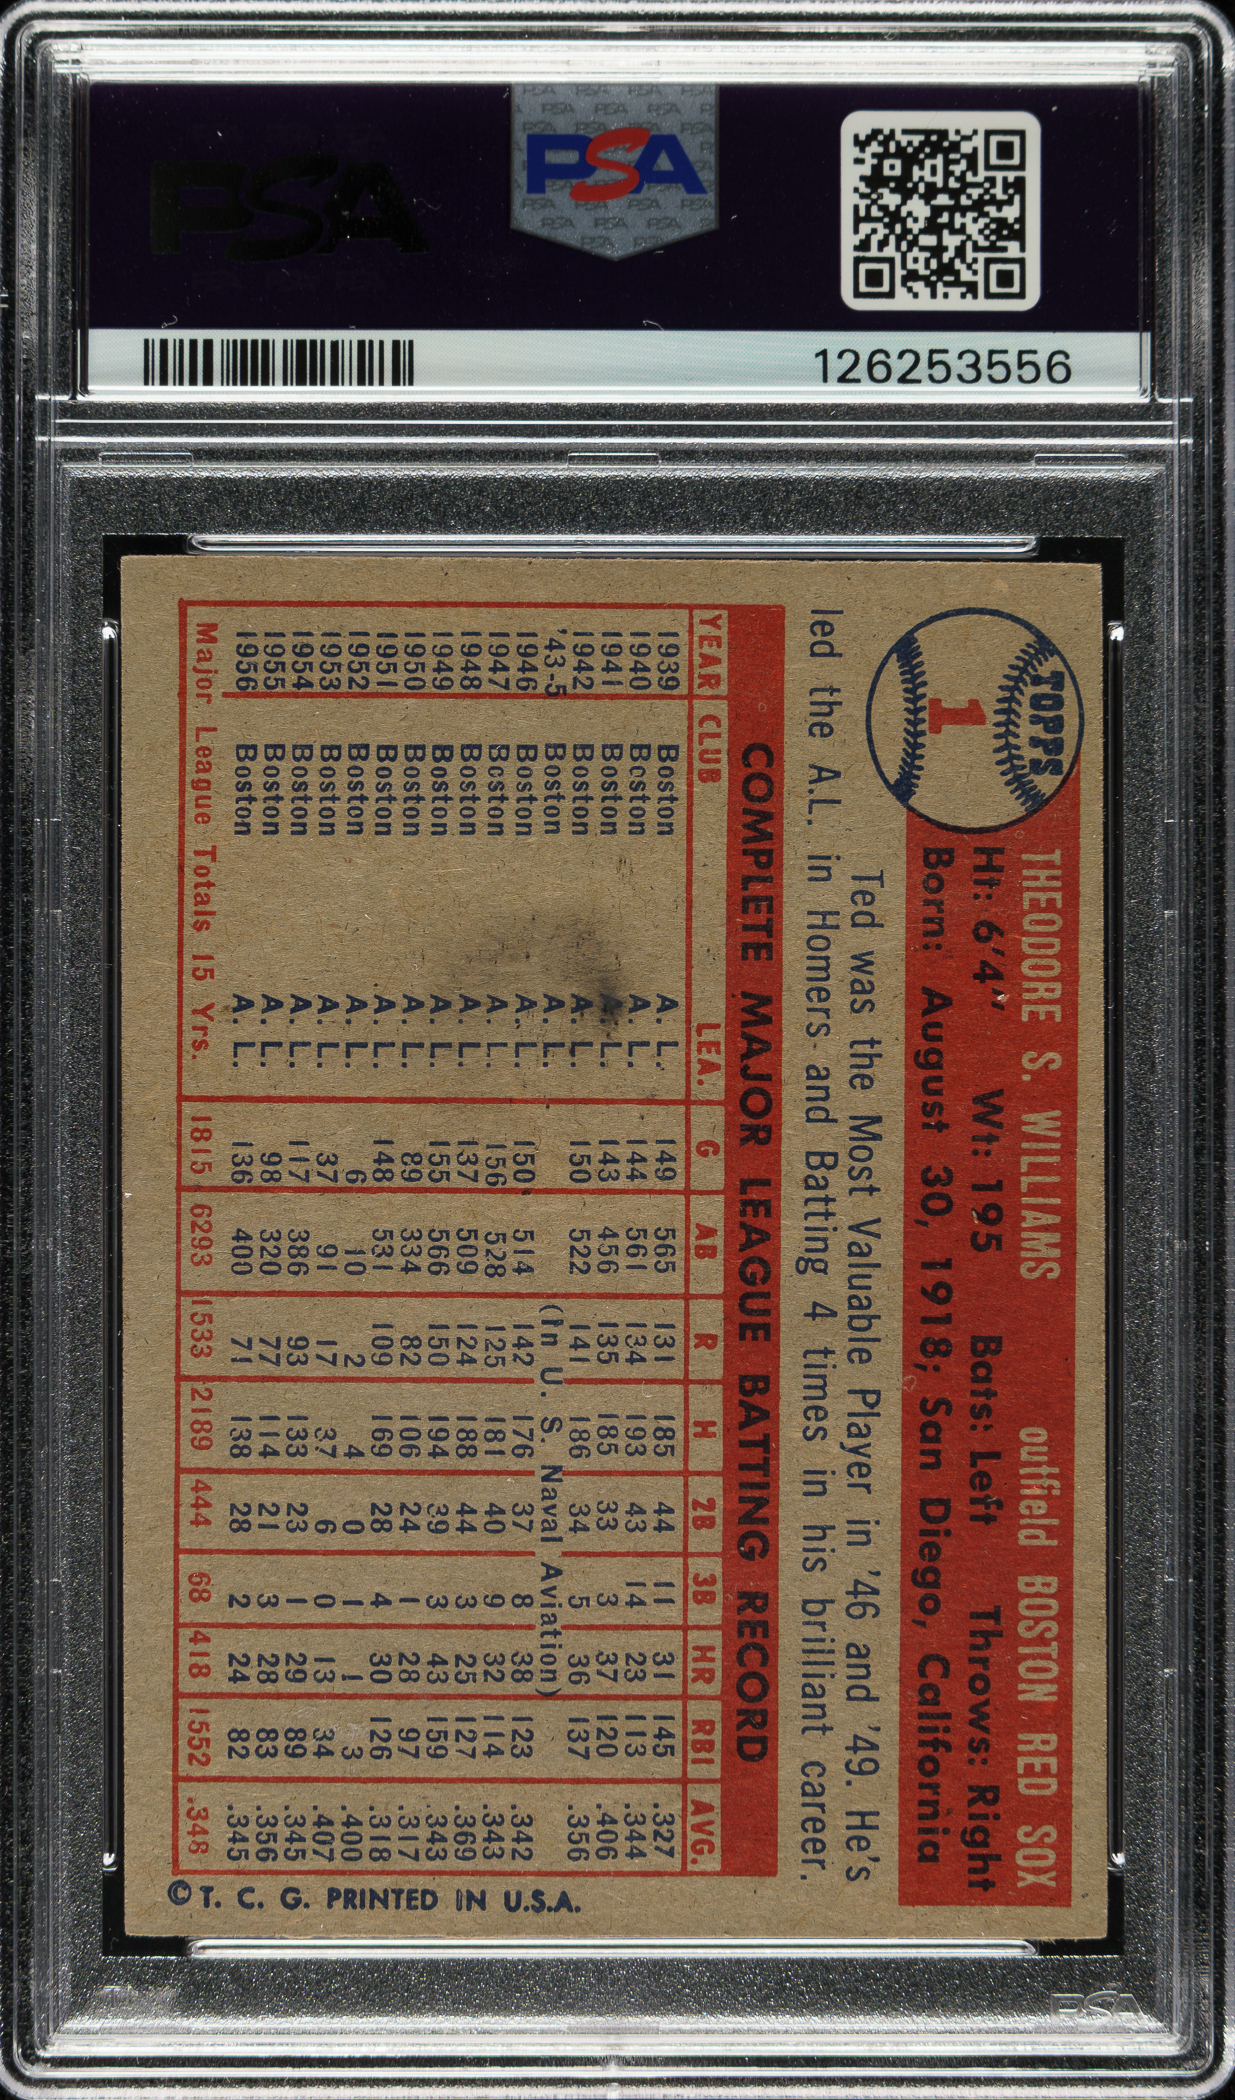 PSA
PSA
126253556
TOPPS
1
THEODORE S. WILLIAMS outfield BOSTON RED SOX
Ht: 6'4" Wt: 195 Bats: Left Throws: Right
Born: August 30, 1918; San Diego, California
Ted was the Most Valuable Player in '46 and '49. He's
led the A.L. in Homers and Batting 4 times in his brilliant career.
COMPLETE MAJOR LEAGUE BATTING RECORD
YEAR CLUB LEA. G AB R H 2B 3B HR RBI AVG.
1939 Boston A. L. 149 565 131 185 44 11 31 145 .327
1940 Boston A. L. 144 561 134 193 43 14 23 113 .344
1941 Boston A. L. 143 456 135 185 33 3 37 120 .406
1942 Boston A. L. 150 522 141 186 34 5 36 137 .356
'43-5 Boston A. L. (In U. S. Naval Aviation)
1946 Boston A. L. 150 514 142 176 37 8 38 123 .342
1947 Boston A. L. 156 528 125 181 40 9 32 114 .343
1948 Boston A. L. 137 509 124 188 44 3 25 127 .369
1949 Boston A. L. 155 566 150 194 39 3 43 159 .343
1950 Boston A. L. 89 334 82 106 24 1 28 97 .317
1951 Boston A. L. 148 531 109 169 28 4 30 126 .318
1952 Boston A. L. 6 10 2 4 0 1 1 3 .400
1953 Boston A. L. 37 91 17 37 6 0 13 34 .407
1954 Boston A. L. 117 386 93 133 23 1 29 89 .345
1955 Boston A. L. 98 320 77 114 21 3 28 83 .356
1956 Boston A. L. 136 400 71 138 28 2 24 82 .345
Major League Totals 15 Yrs. 1815 6293 1533 2189 444 68 418 1552 .348
© T. C. G. PRINTED IN U.S.A.
PSA